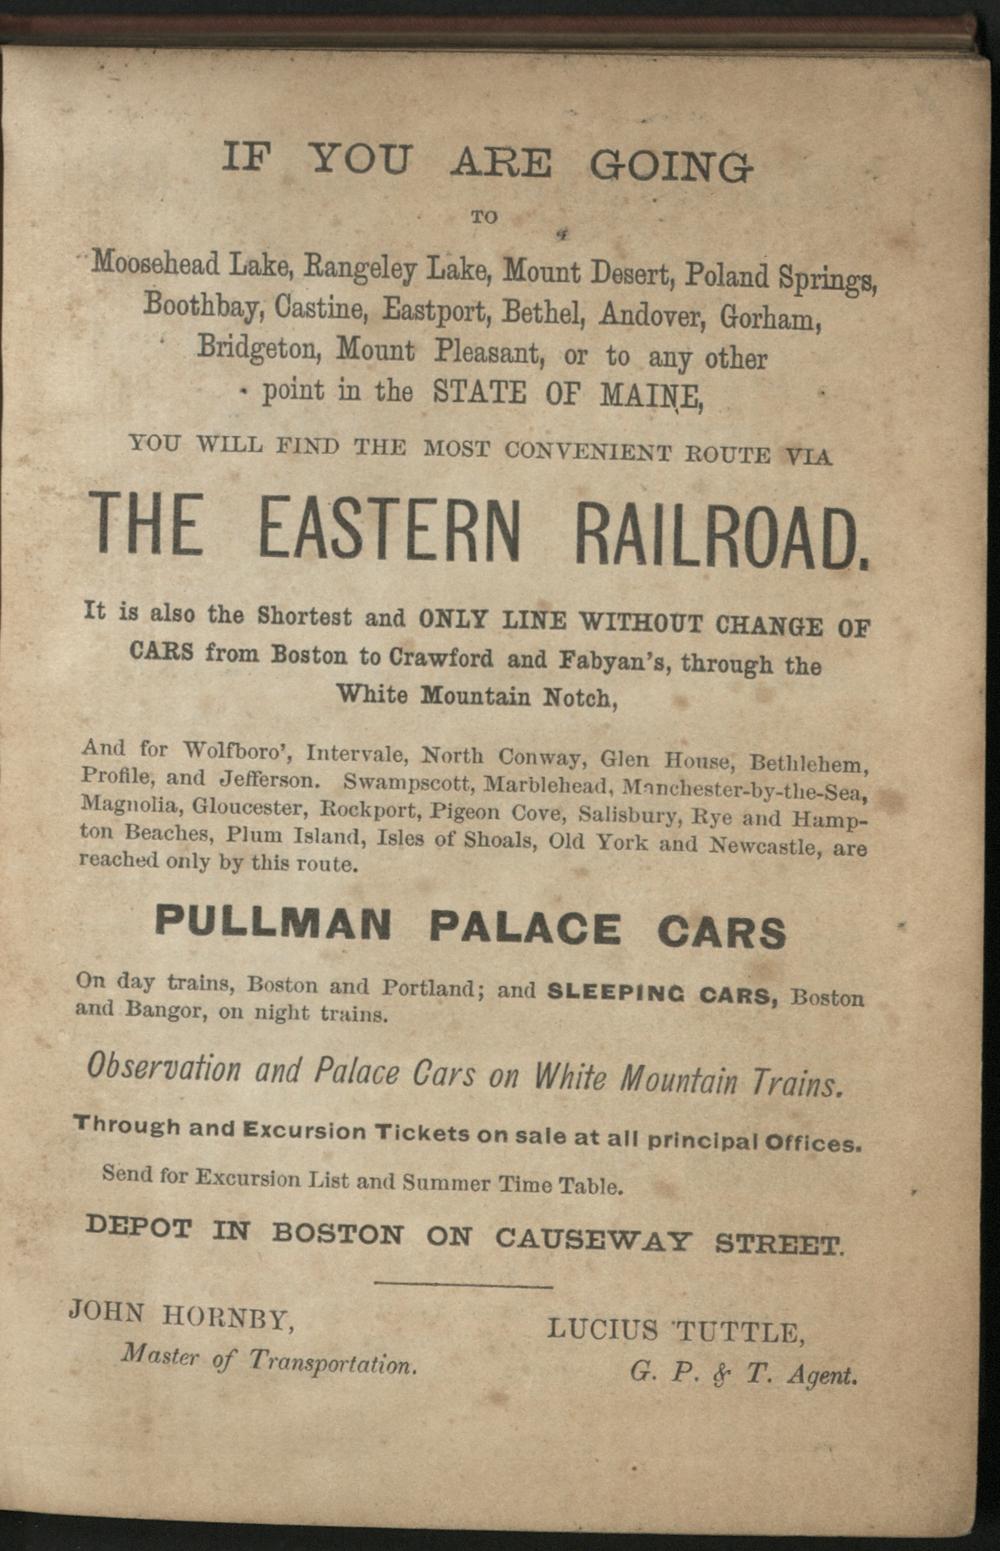 IF YOU ARE GOING
TO
Moosehead Lake, Rangeley Lake, Mount Desert, Poland Springs,
Boothbay, Castine, Eastport, Bethel, Andover, Gorham,
Bridgeton, Mount Pleasant, or to any other
point in the STATE OF MAINE,
YOU WILL FIND THE MOST CONVENIENT ROUTE VIA
THE EASTERN RAILROAD.
It is also the Shortest and ONLY LINE WITHOUT CHANGE OF
CARS from Boston to Crawford and Fabyan's, through the
White Mountain Notch,
And for Wolfboro', Intervale, North Conway, Glen House, Bethlehem,
Profile, and Jefferson. Swampscott, Marblehead, Manchester-by-the-Sea,
Magnolia, Gloucester, Rockport, Pigeon Cove, Salisbury, Rye and Hamp-
ton Beaches, Plum Island, Isles of Shoals, Old York and Newcastle, are
reached only by this route.
PULLMAN PALACE CARS
On day trains, Boston and Portland; and SLEEPING CARS, Boston
and Bangor, on night trains.
Observation and Palace Cars on White Mountain Trains.
Through and Excursion Tickets on sale at all principal Offices.
Send for Excursion List and Summer Time Table.
DEPOT IN BOSTON ON CAUSEWAY STREET.
JOHN HORNBY,
Master of Transportation.
LUCIUS TUTTLE,
G. P. & T. Agent.